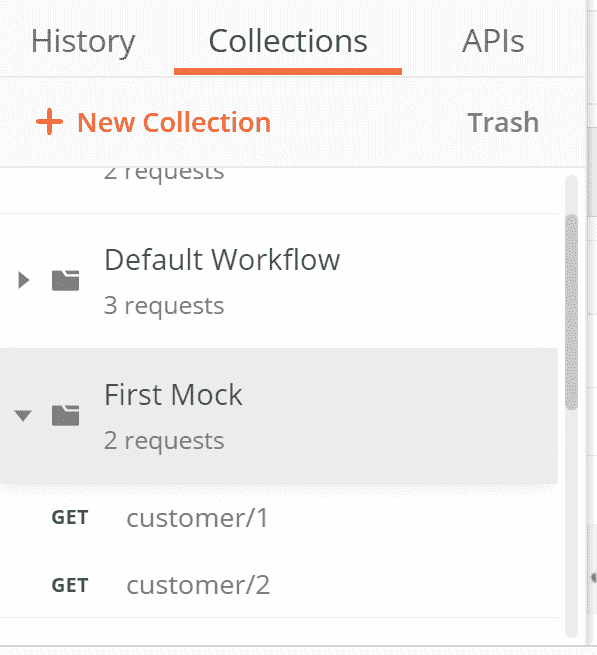 History Collections APIs
+ New Collection Trash
2 requests
Default Workflow
3 requests
First Mock
2 requests
GET customer/1
GET customer/2